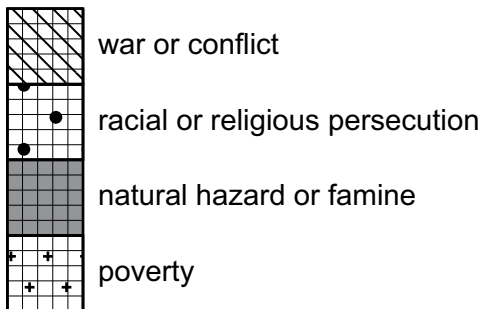 war or conflict
racial or religious persecution
natural hazard or famine
poverty